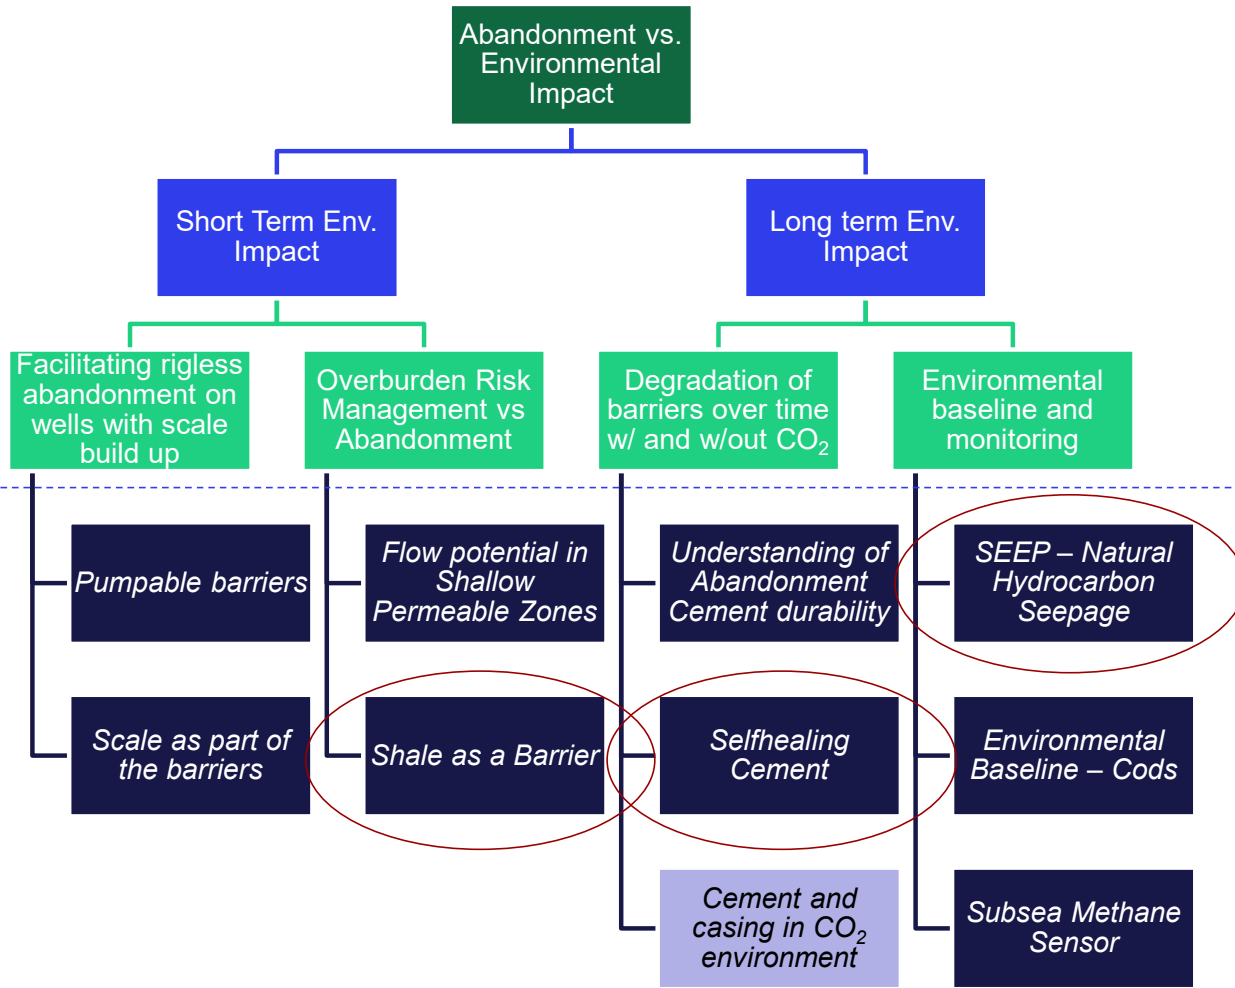 Abandonment vs.
Environmental
Impact
Short Term Env.
Impact
Long term Env.
Impact
Facilitating rigless
abandonment on
wells with scale
build up
Overburden Risk
Management vs
Abandonment
Degradation of
barriers over time
w/ and w/out CO₂
Environmental
baseline and
monitoring
Pumpable barriers
Flow potential in
Shallow
Permeable Zones
Understanding of
Abandonment
Cement durability
SEEP – Natural
Hydrocarbon
Seepage
Scale as part of
the barriers
Shale as a Barrier
Selfhealing
Cement
Environmental
Baseline – Cods
Cement and
casing in CO₂
environment
Subsea Methane
Sensor